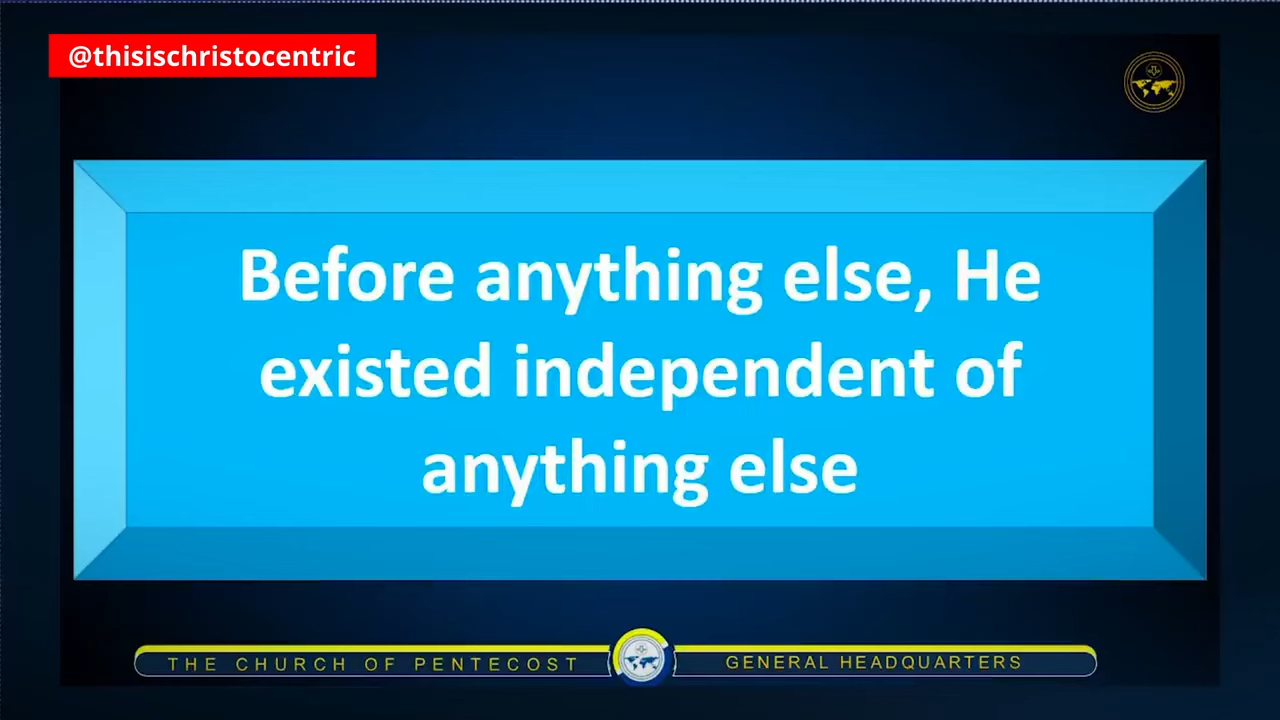 @thisischristocentric
Before anything else, He
existed independent of
anything else
THE CHURCH OF PENTECOST
GENERAL HEADQUARTERS